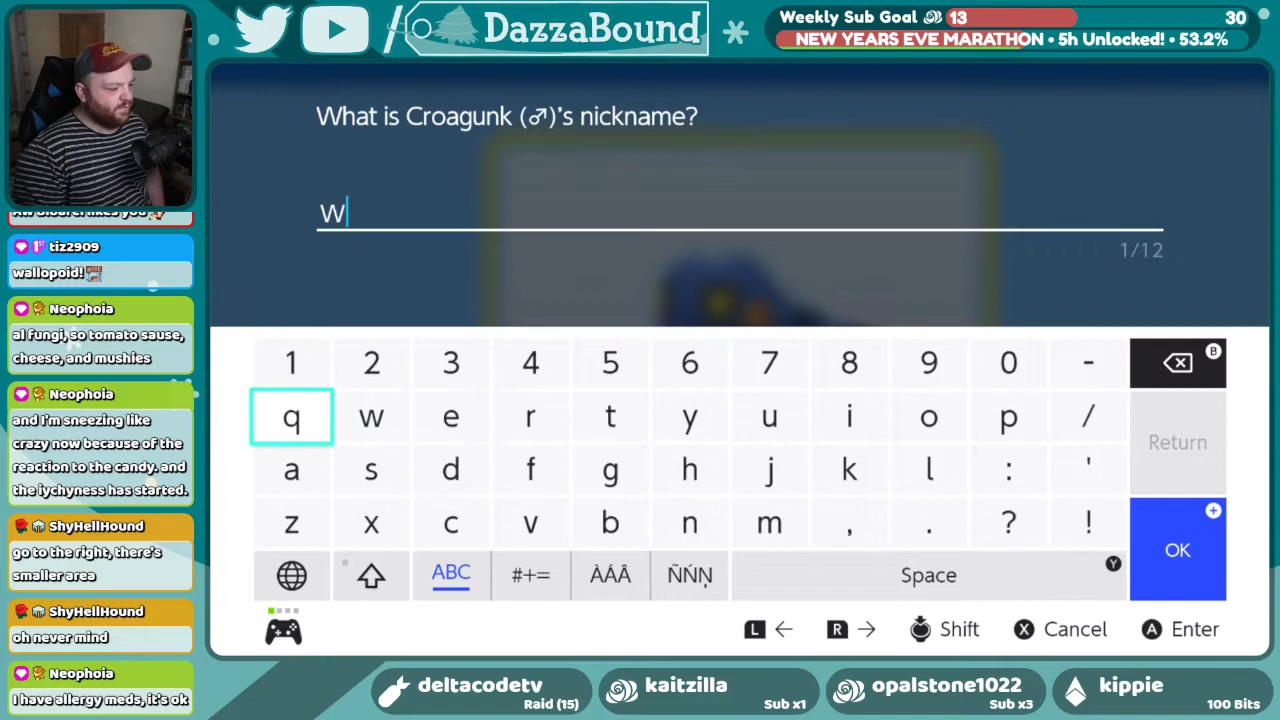 DazzaBound
Weekly Sub Goal 13 30
NEW YEARS EVE MARATHON • 5h Unlocked! • 53.2%
What is Croagunk (♂)'s nickname?
W
1/12
1 2 3 4 5 6 7 8 9 0 - B
q w e r t y u i o p / Return
a s d f g h j k l : '
z x c v b n m , . ? ! + OK
ABC #+= ÀÁÂ ÑŃŅ Space Y
L ← R → Shift X Cancel A Enter
likes you
1st tiz2909
wallopoid!
Neophoia
al fungi, so tomato sause,
cheese, and mushies
Neophoia
and I'm sneezing like
crazy now because of the
reaction to the candy. and
the iychyness has started.
ShyHellHound
go to the right, there's
smaller area
ShyHellHound
oh never mind
Neophoia
I have allergy meds, it's ok
deltacodetv
Raid (15)
kaitzilla
Sub x1
opalstone1022
Sub x3
kippie
100 Bits